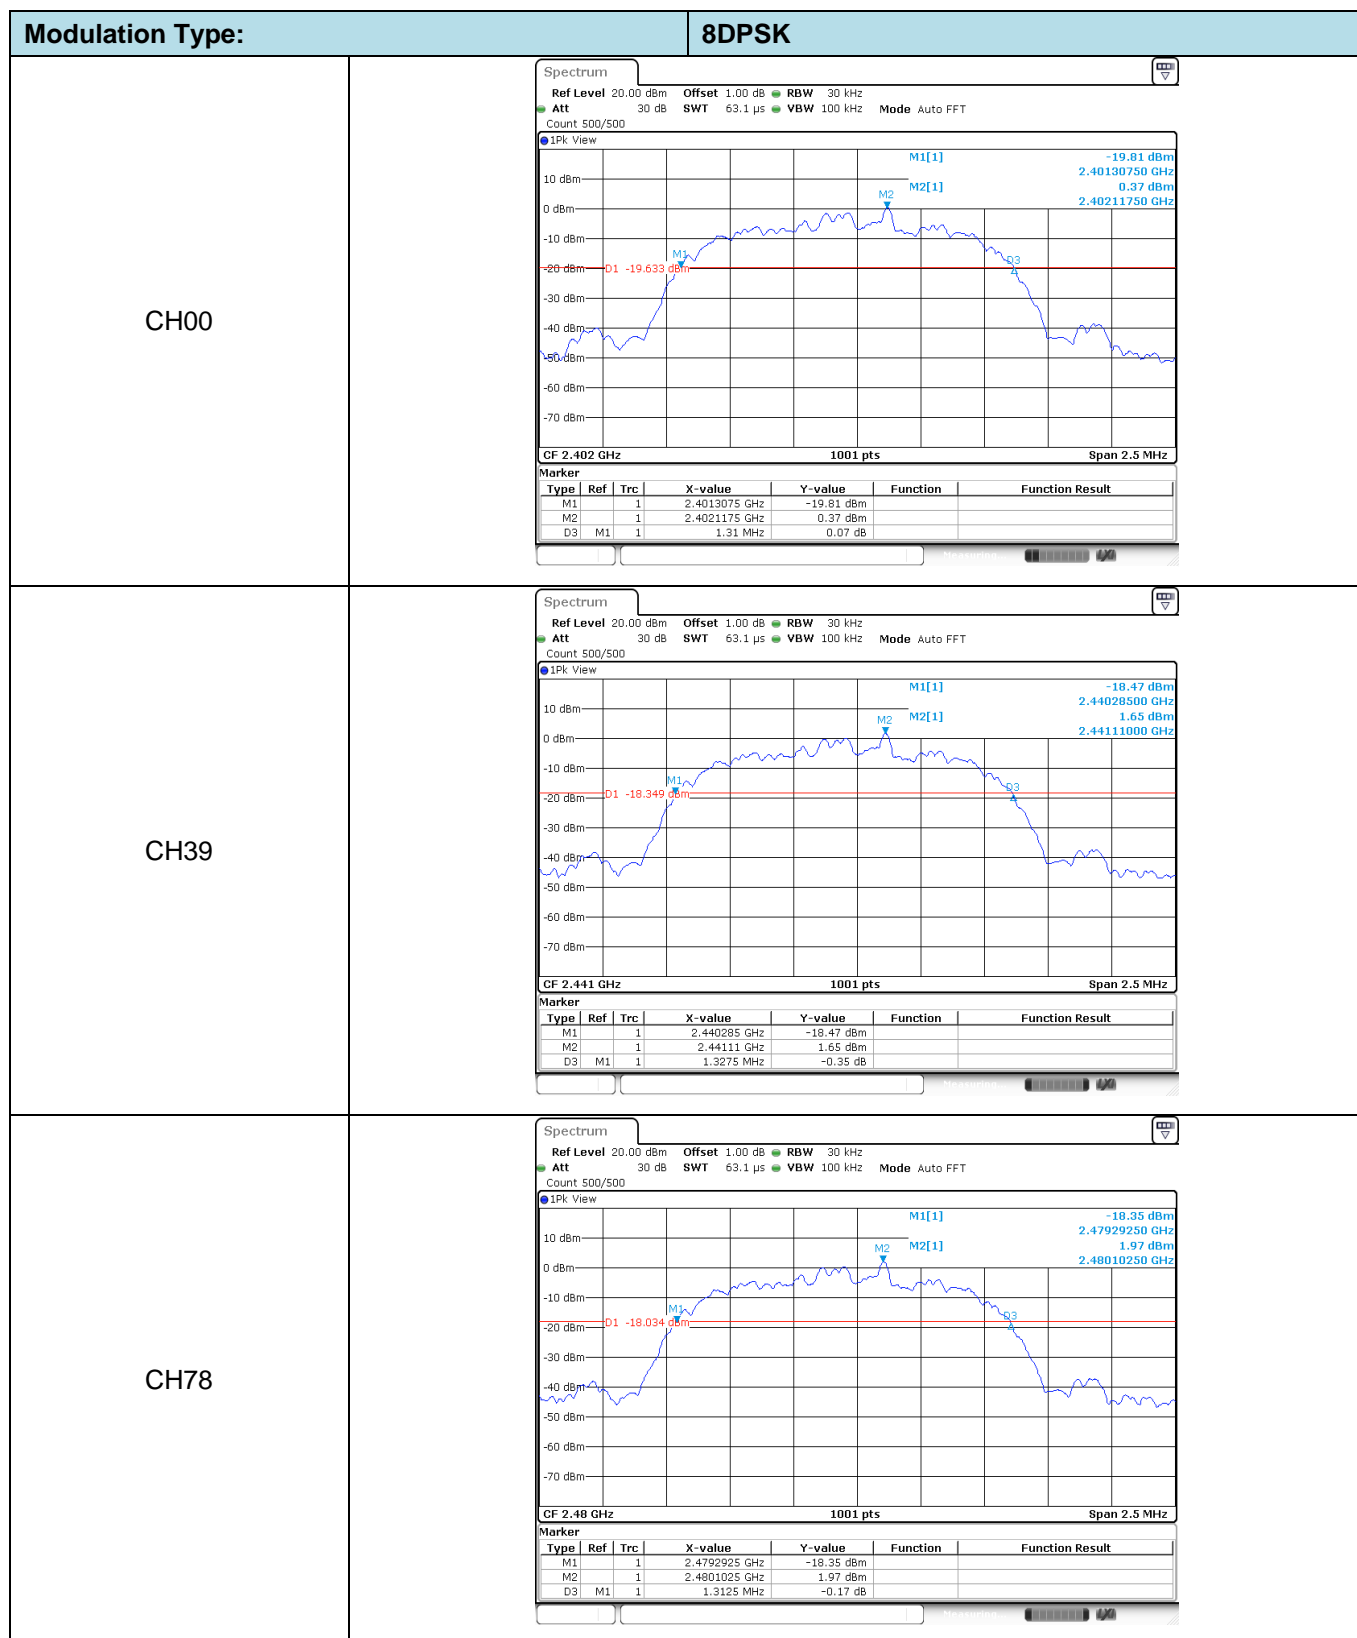 Modulation Type: 8DPSK
CH00
Spectrum
Ref Level 20.00 dBm Offset 1.00 dB RBW 30 kHz
Att 30 dB SWT 63.1 µs VBW 100 kHz Mode Auto FFT
Count 500/500
1Pk View
M1[1] -19.81 dBm
2.40130750 GHz
10 dBm
M2[1] 0.37 dBm
M2
2.40211750 GHz
0 dBm
-10 dBm
M1
D3
-20 dBm D1 -19.633 dBm
-30 dBm
-40 dBm
-50 dBm
-60 dBm
-70 dBm
CF 2.402 GHz 1001 pts Span 2.5 MHz
Marker
Type Ref Trc X-value Y-value Function Function Result
M1 1 2.4013075 GHz -19.81 dBm
M2 1 2.4021175 GHz 0.37 dBm
D3 M1 1 1.31 MHz 0.07 dB
Measuring...
CH39
Spectrum
Ref Level 20.00 dBm Offset 1.00 dB RBW 30 kHz
Att 30 dB SWT 63.1 µs VBW 100 kHz Mode Auto FFT
Count 500/500
1Pk View
M1[1] -18.47 dBm
2.44028500 GHz
10 dBm
M2 M2[1] 1.65 dBm
2.44111000 GHz
0 dBm
-10 dBm
M1
D3
-20 dBm D1 -18.349 dBm
-30 dBm
-40 dBm
-50 dBm
-60 dBm
-70 dBm
CF 2.441 GHz 1001 pts Span 2.5 MHz
Marker
Type Ref Trc X-value Y-value Function Function Result
M1 1 2.440285 GHz -18.47 dBm
M2 1 2.44111 GHz 1.65 dBm
D3 M1 1 1.3275 MHz -0.35 dB
Measuring...
CH78
Spectrum
Ref Level 20.00 dBm Offset 1.00 dB RBW 30 kHz
Att 30 dB SWT 63.1 µs VBW 100 kHz Mode Auto FFT
Count 500/500
1Pk View
M1[1] -18.35 dBm
2.47929250 GHz
10 dBm
M2 M2[1] 1.97 dBm
2.48010250 GHz
0 dBm
-10 dBm
M1
D3
-20 dBm D1 -18.034 dBm
-30 dBm
-40 dBm
-50 dBm
-60 dBm
-70 dBm
CF 2.48 GHz 1001 pts Span 2.5 MHz
Marker
Type Ref Trc X-value Y-value Function Function Result
M1 1 2.4792925 GHz -18.35 dBm
M2 1 2.4801025 GHz 1.97 dBm
D3 M1 1 1.3125 MHz -0.17 dB
Measuring...